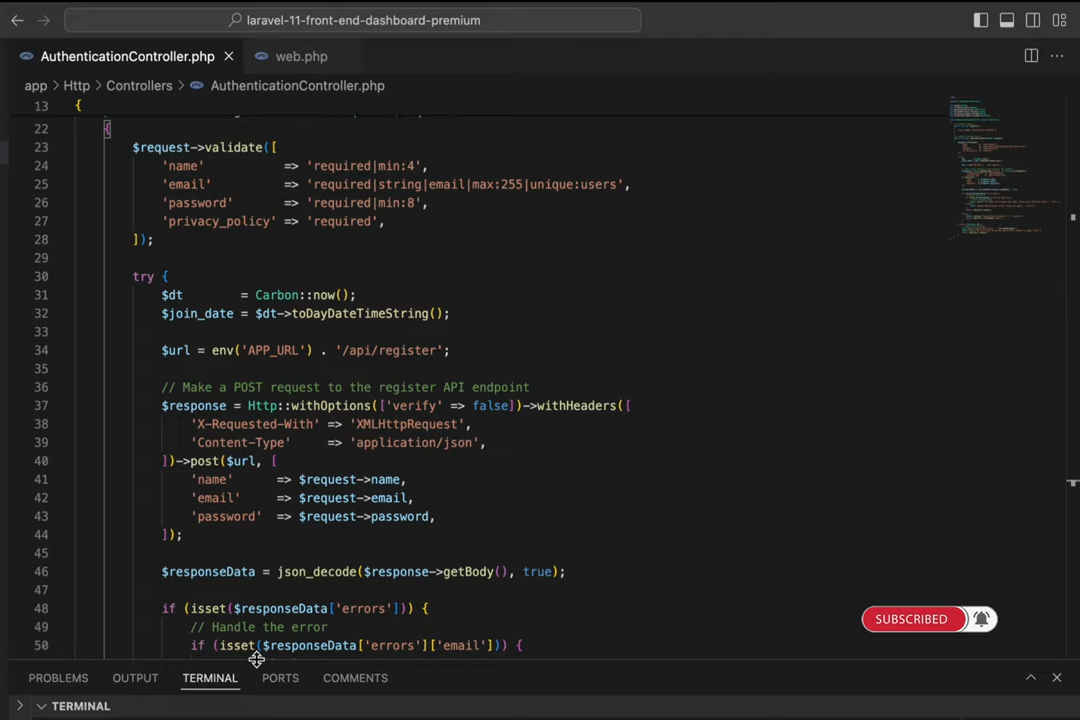 laravel-11-front-end-dashboard-premium
AuthenticationController.php web.php
app > Http > Controllers > AuthenticationController.php
13 {
22 {
23 $request->validate([
24 'name' => 'required|min:4',
25 'email' => 'required|string|email|max:255|unique:users',
26 'password' => 'required|min:8',
27 'privacy_policy' => 'required',
28 ]);
29
30 try {
31 $dt = Carbon::now();
32 $join_date = $dt->toDayDateTimeString();
33
34 $url = env('APP_URL') . '/api/register';
35
36 // Make a POST request to the register API endpoint
37 $response = Http::withOptions(['verify' => false])->withHeaders([
38 'X-Requested-With' => 'XMLHttpRequest',
39 'Content-Type' => 'application/json',
40 ])->post($url, [
41 'name' => $request->name,
42 'email' => $request->email,
43 'password' => $request->password,
44 ]);
45
46 $responseData = json_decode($response->getBody(), true);
47
48 if (isset($responseData['errors'])) {
49 // Handle the error
50 if (isset($responseData['errors']['email'])) {
SUBSCRIBED
PROBLEMS OUTPUT TERMINAL PORTS COMMENTS
TERMINAL